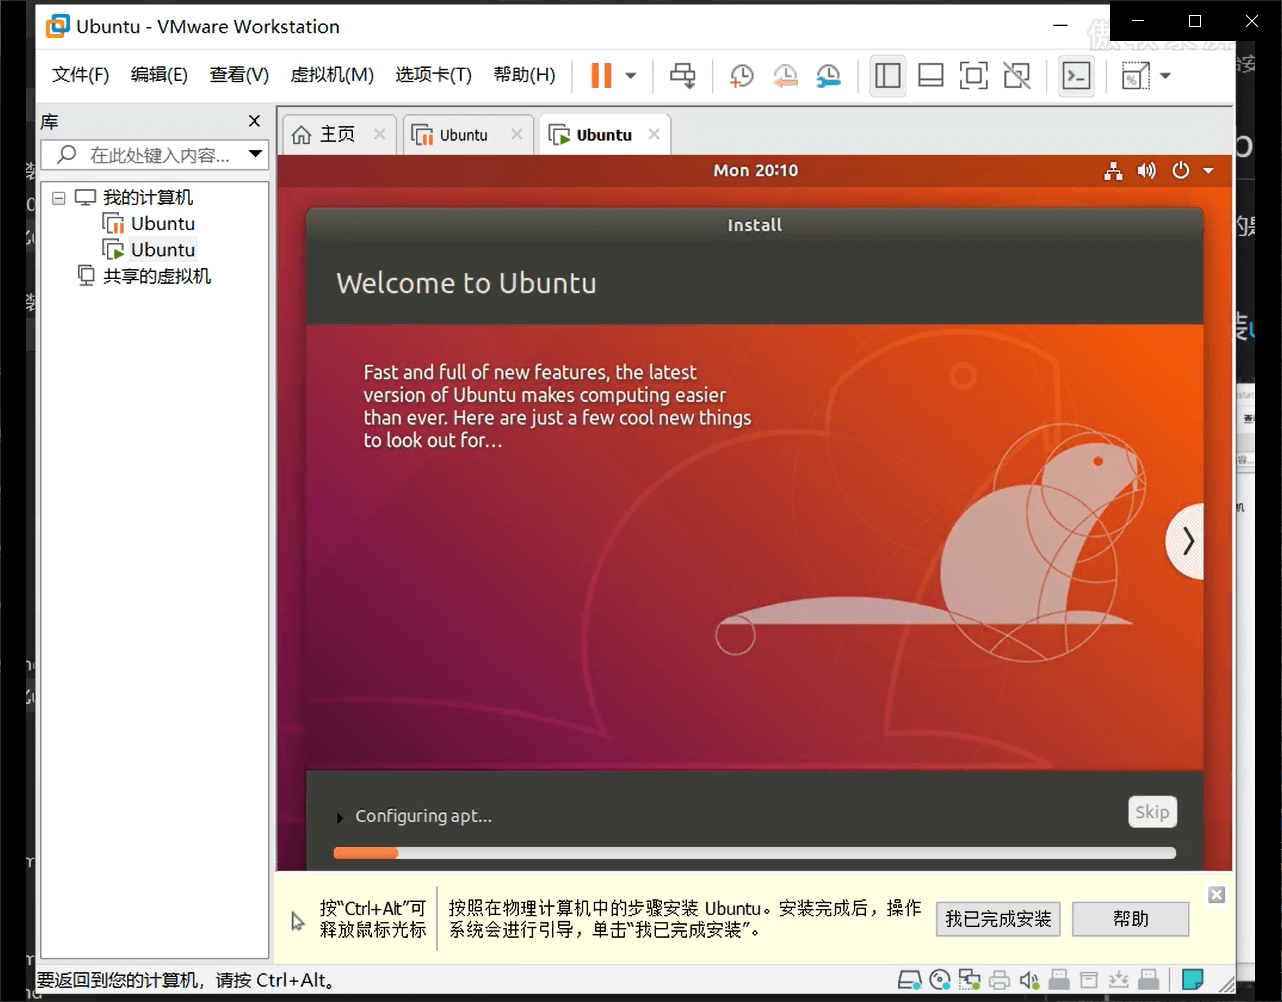 Ubuntu - VMware Workstation
文件(F) 编辑(E) 查看(V) 虚拟机(M) 选项卡(T) 帮助(H)
库
在此处键入内容...
主页 Ubuntu Ubuntu
我的计算机
Ubuntu
Ubuntu
共享的虚拟机
Mon 20:10
Install
Welcome to Ubuntu
Fast and full of new features, the latest
version of Ubuntu makes computing easier
than ever. Here are just a few cool new things
to look out for…
Configuring apt...
Skip
按“Ctrl+Alt”可
释放鼠标光标
按照在物理计算机中的步骤安装 Ubuntu。安装完成后，操作
系统会进行引导，单击“我已完成安装”。
我已完成安装
帮助
要返回到您的计算机，请按 Ctrl+Alt。